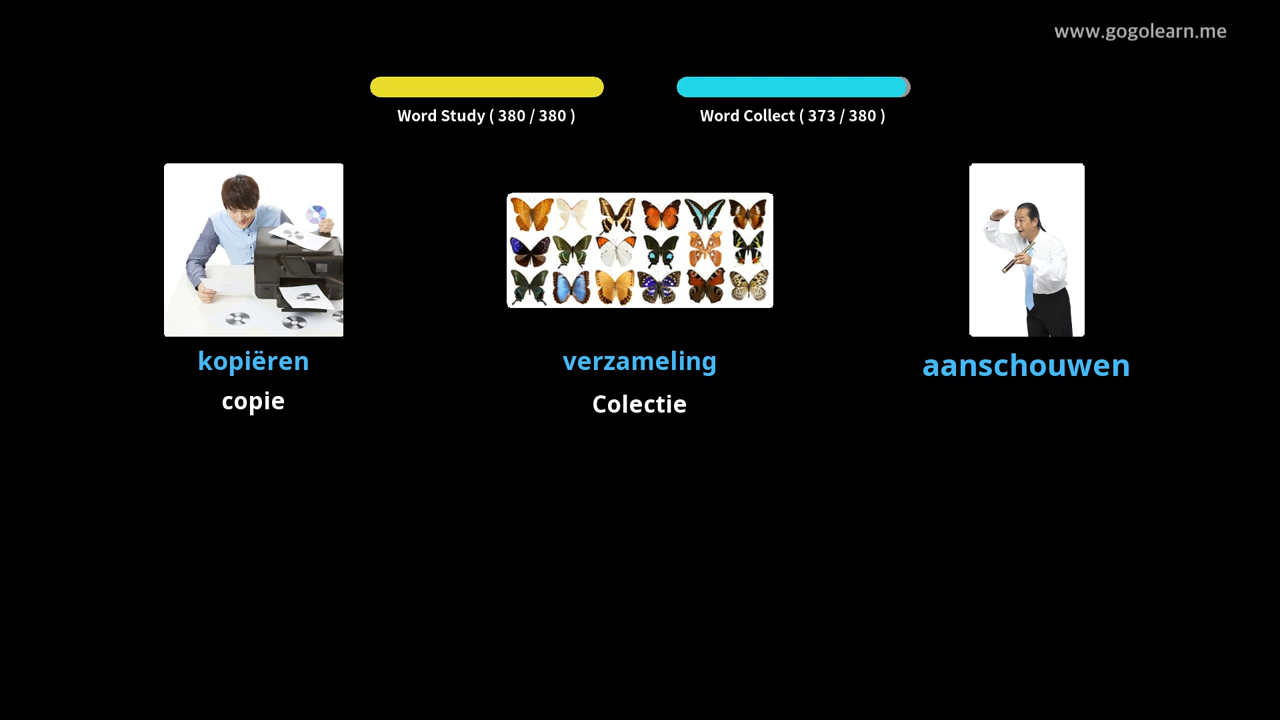 www.gogolearn.me
Word Study ( 380 / 380 )
Word Collect ( 373 / 380 )
kopiëren
copie
verzameling
Colectie
aanschouwen